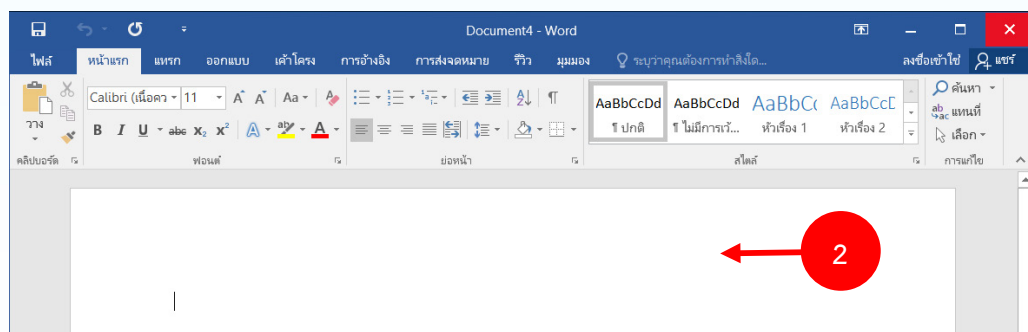 Document4 - Word
ไฟล์ หน้าแรก แทรก ออกแบบ เค้าโครง การอ้างอิง การส่งจดหมาย รีวิว มุมมอง ระบุว่าคุณต้องการทำสิ่งใด... ลงชื่อเข้าใช้ แชร์
วาง
Calibri (เนื้อคว 11 A A Aa
B I U abc X₂ X² A aby A
AaBbCcDd AaBbCcDd AaBbC AaBbCcC
¶ ปกติ ¶ ไม่มีการเว้... หัวเรื่อง 1 หัวเรื่อง 2
ค้นหา
แทนที่
เลือก
คลิปบอร์ด ฟอนต์ ย่อหน้า สไตล์ การแก้ไข
2